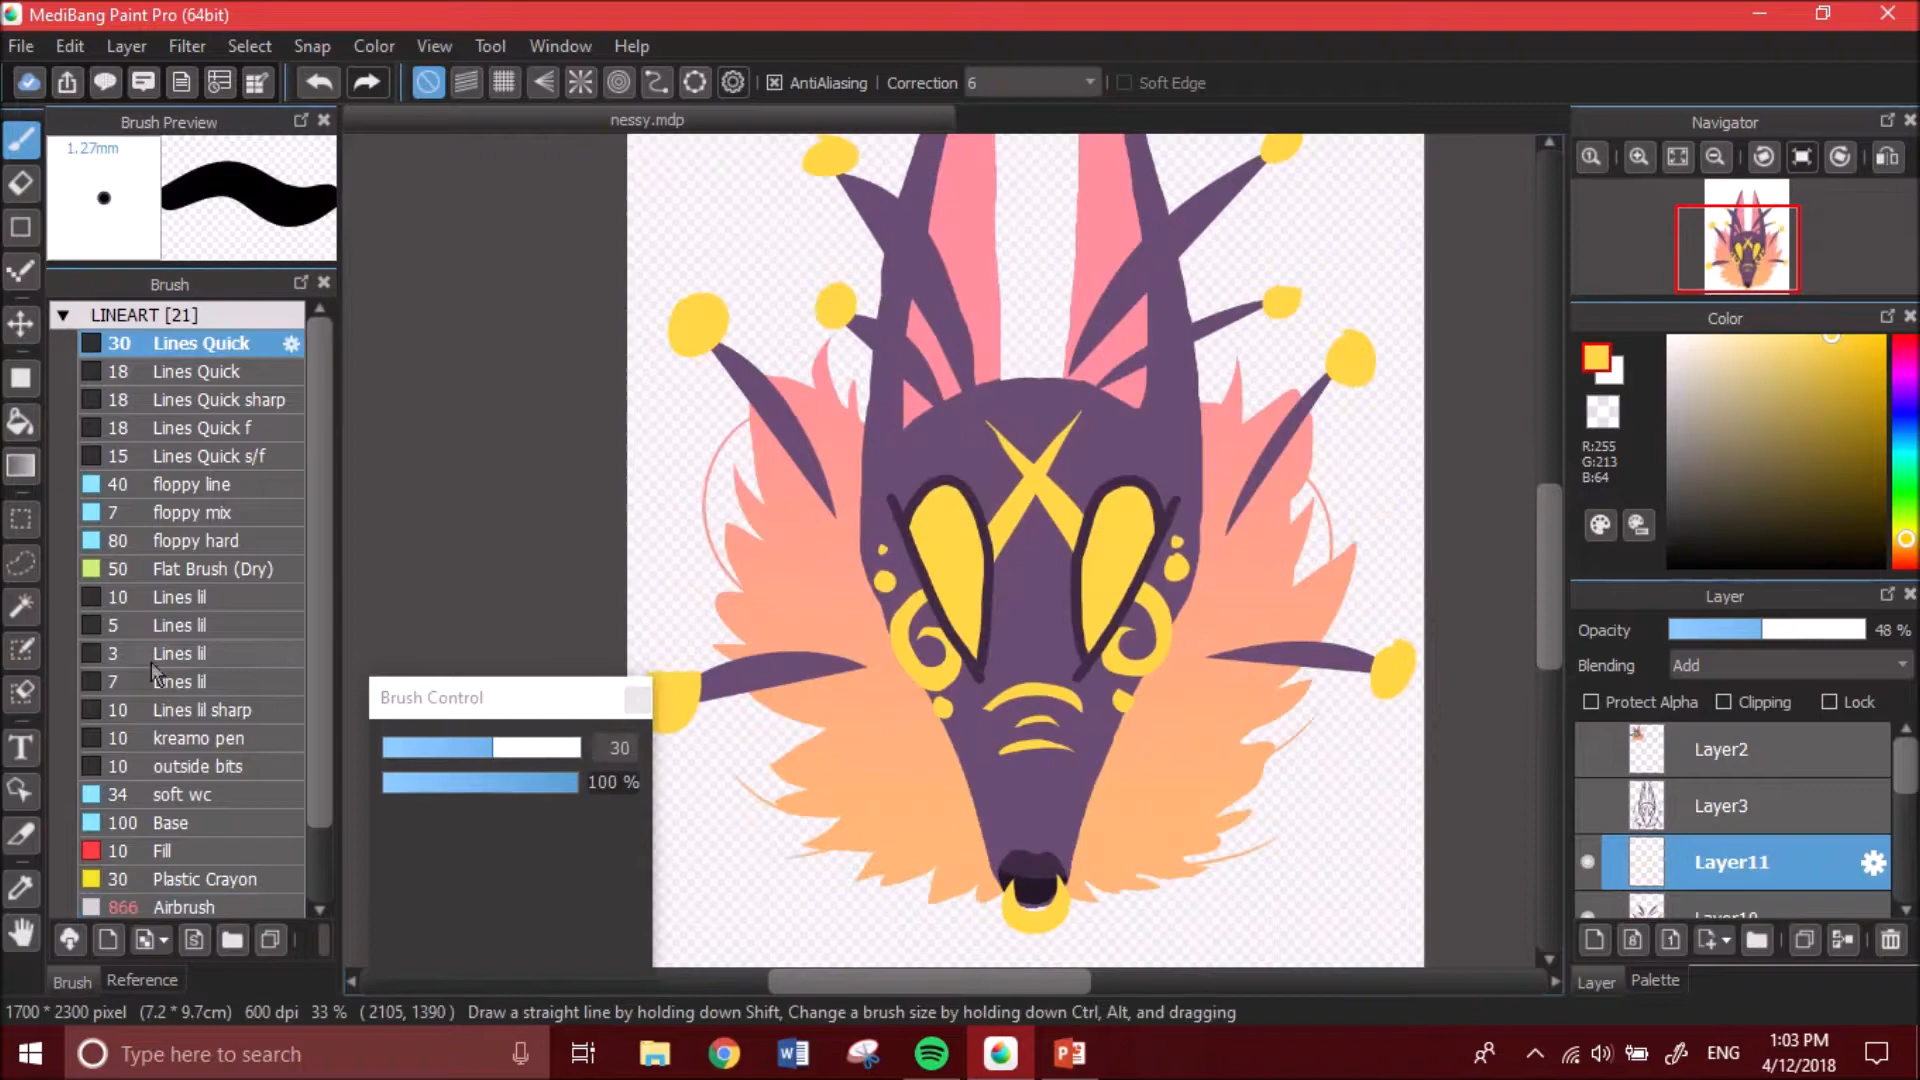 MediBang Paint Pro (64bit)
File Edit Layer Filter Select Snap Color View Tool Window Help
AntiAliasing Correction 6 Soft Edge
nessy.mdp
Brush Preview
1.27mm
Brush
LINEART [21]
30 Lines Quick
18 Lines Quick
18 Lines Quick sharp
18 Lines Quick f
15 Lines Quick s/f
40 floppy line
7 floppy mix
80 floppy hard
50 Flat Brush (Dry)
10 Lines lil
5 Lines lil
3 Lines lil
7 Lines lil
10 Lines lil sharp
10 kreamo pen
10 outside bits
34 soft wc
100 Base
10 Fill
30 Plastic Crayon
866 Airbrush
Brush Reference
Brush Control
30
100 %
Navigator
Color
R:255
G:213
B:64
Layer
Opacity 48 %
Blending Add
Protect Alpha Clipping Lock
Layer2
Layer3
Layer11
Layer10
Layer Palette
1700 * 2300 pixel (7.2 * 9.7cm) 600 dpi 33 % ( 2105, 1390 ) Draw a straight line by holding down Shift, Change a brush size by holding down Ctrl, Alt, and dragging
Type here to search
ENG
1:03 PM
4/12/2018